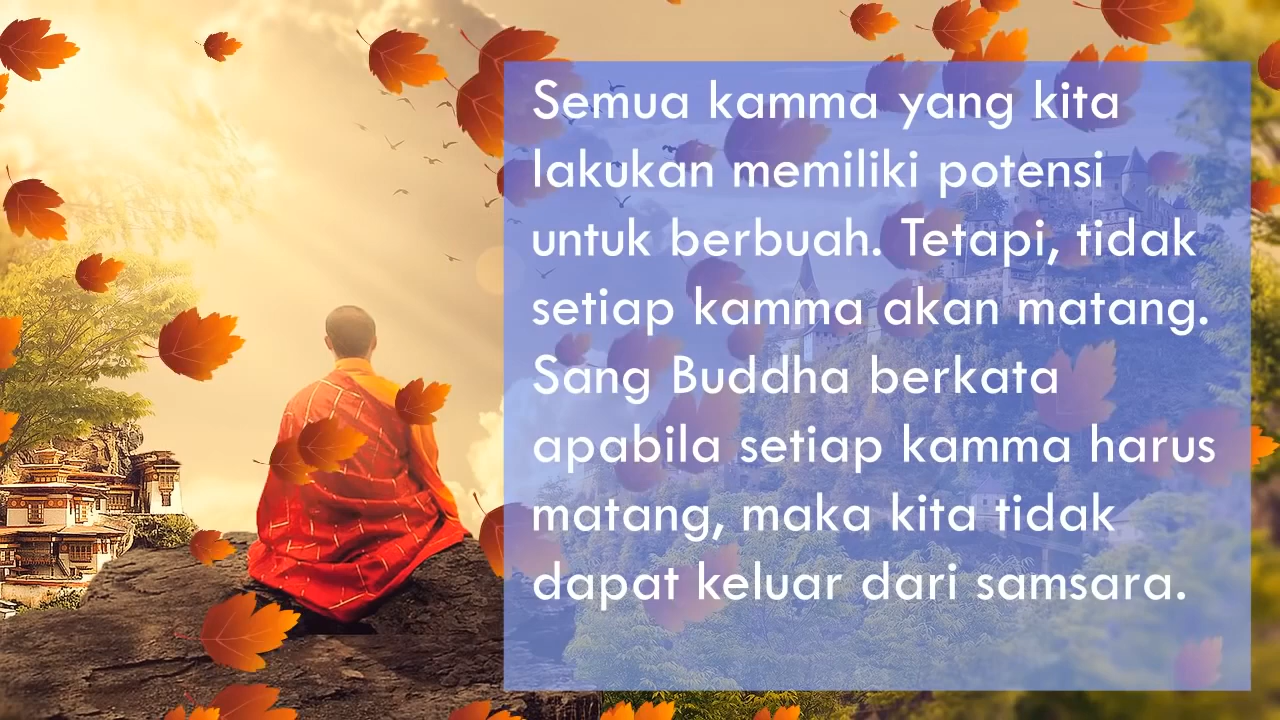 Semua kamma yang kita
lakukan memiliki potensi
untuk berbuah. Tetapi, tidak
setiap kamma akan matang.
Sang Buddha berkata
apabila setiap kamma harus
matang, maka kita tidak
dapat keluar dari samsara.